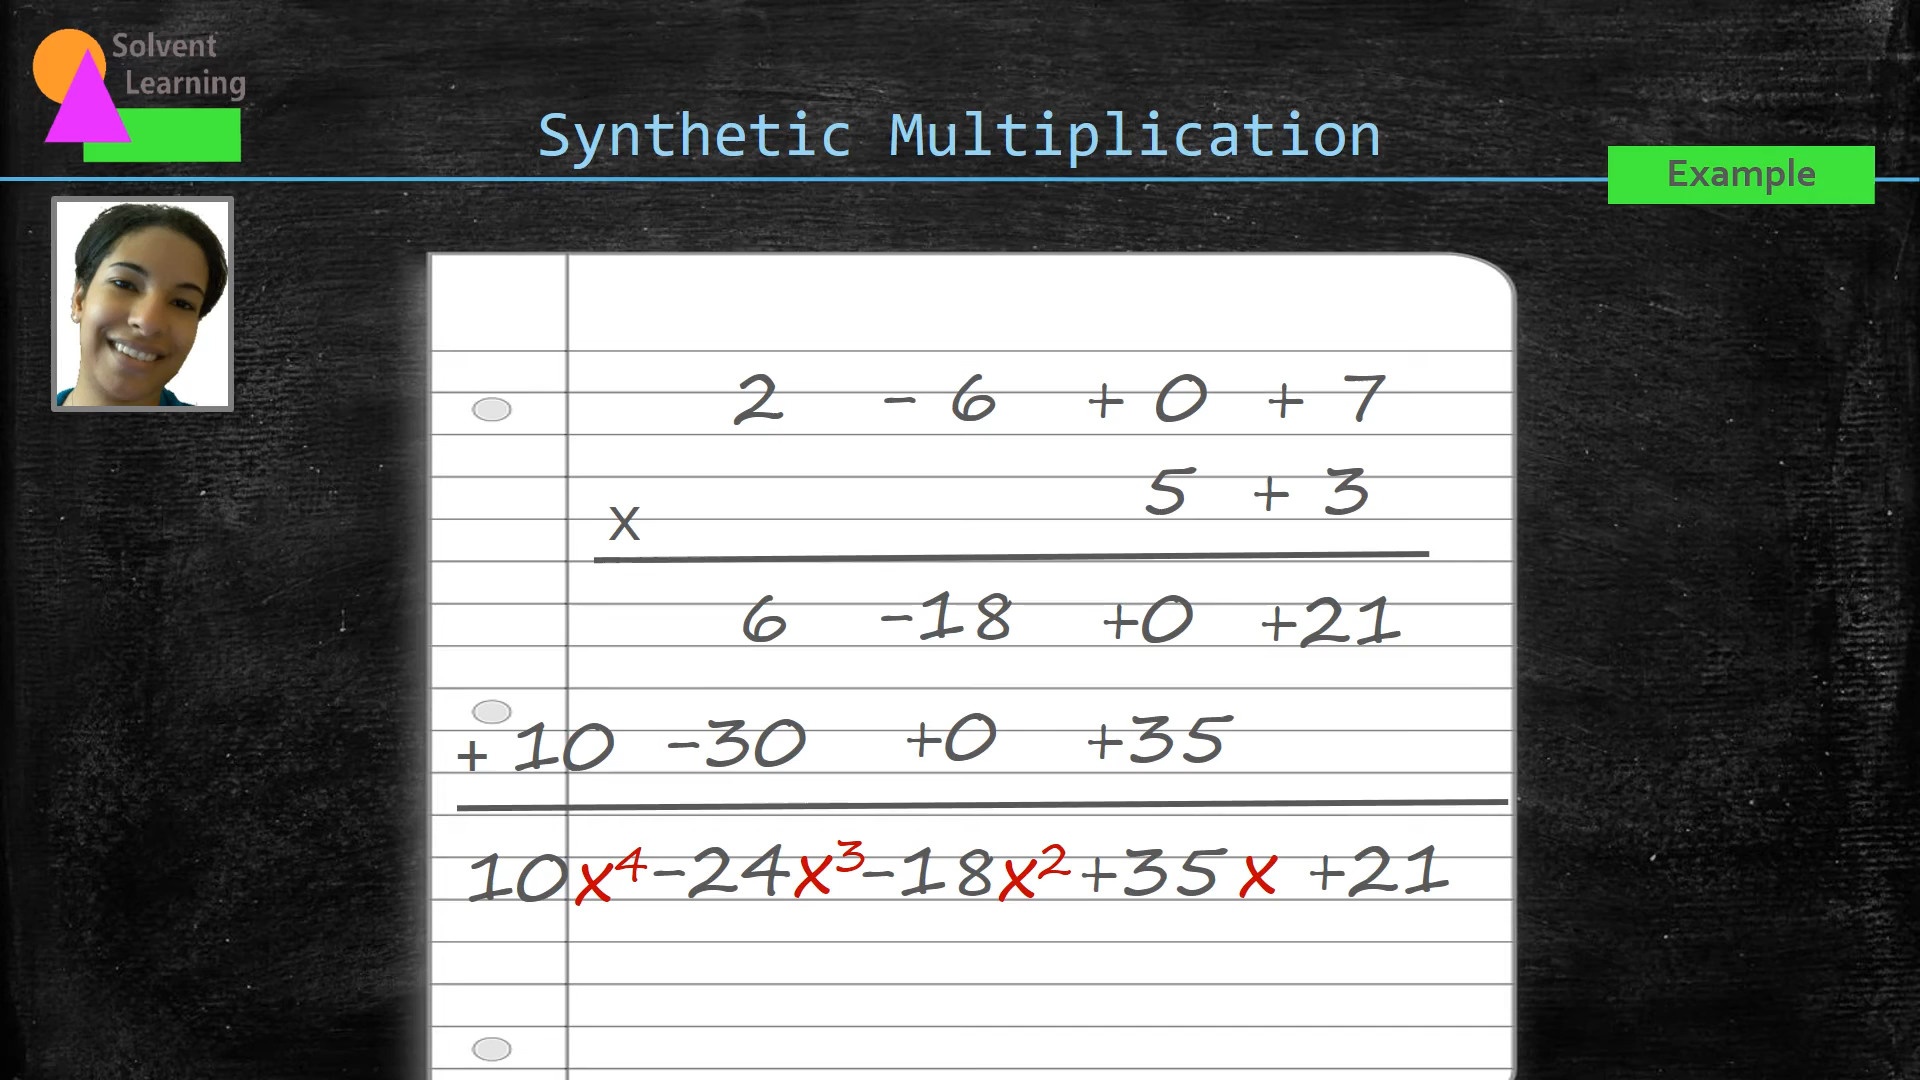 Solvent
Learning
Synthetic Multiplication
Example
2 - 6 + 0 + 7
5 + 3
x
6 -18 +0 +21
+ 10 -30 +0 +35
10x⁴-24x³-18x²+35x +21